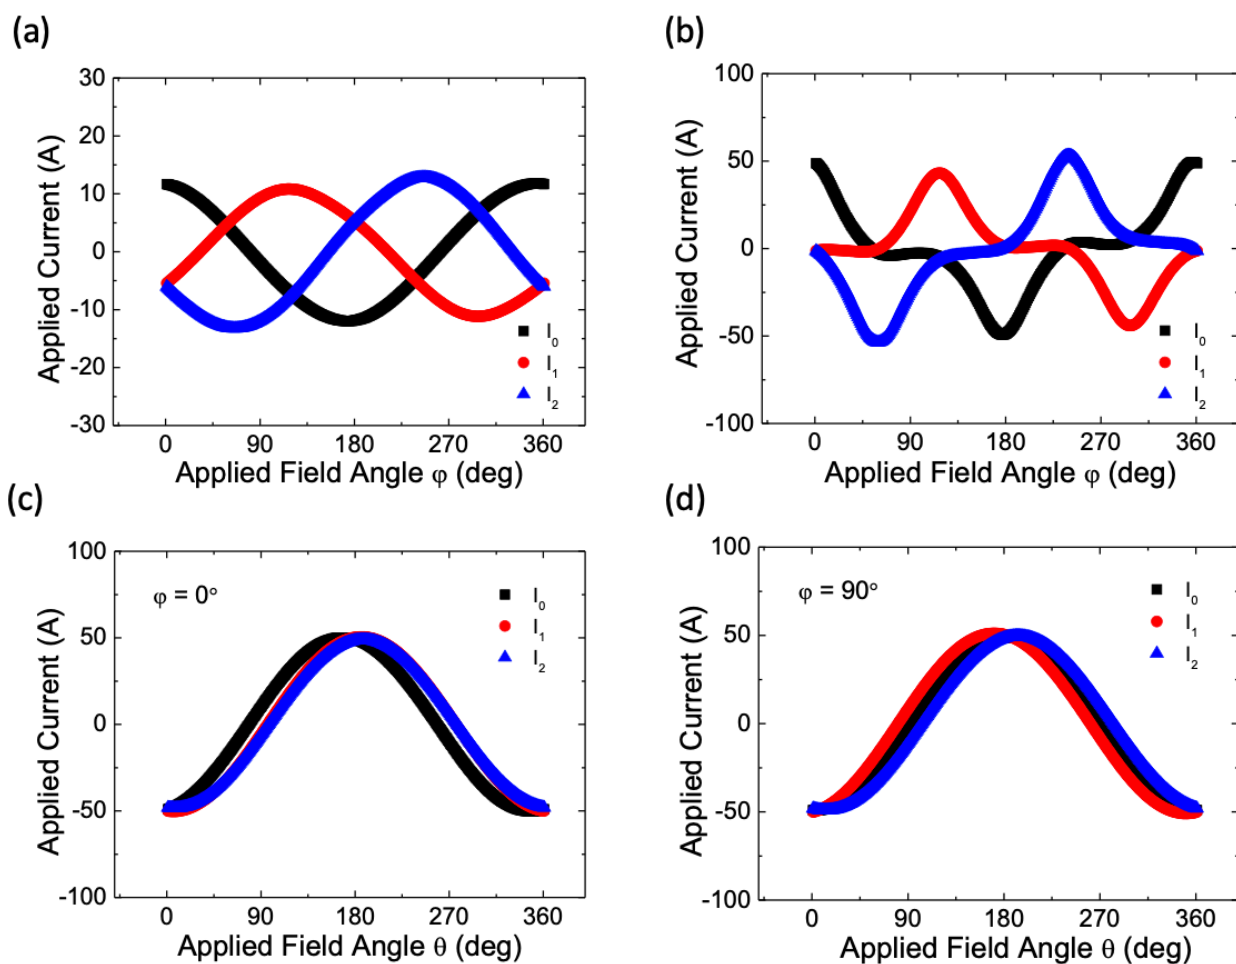 (a)
Applied Current (A)
30
20
10
0
-10
-20
-30
0 90 180 270 360
Applied Field Angle φ (deg)
I0
I1
I2
(b)
Applied Current (A)
100
50
0
-50
-100
0 90 180 270 360
Applied Field Angle φ (deg)
I0
I1
I2
(c)
Applied Current (A)
100
50
0
-50
-100
0 90 180 270 360
Applied Field Angle θ (deg)
φ = 0°
I0
I1
I2
(d)
Applied Current (A)
100
50
0
-50
-100
0 90 180 270 360
Applied Field Angle θ (deg)
φ = 90°
I0
I1
I2